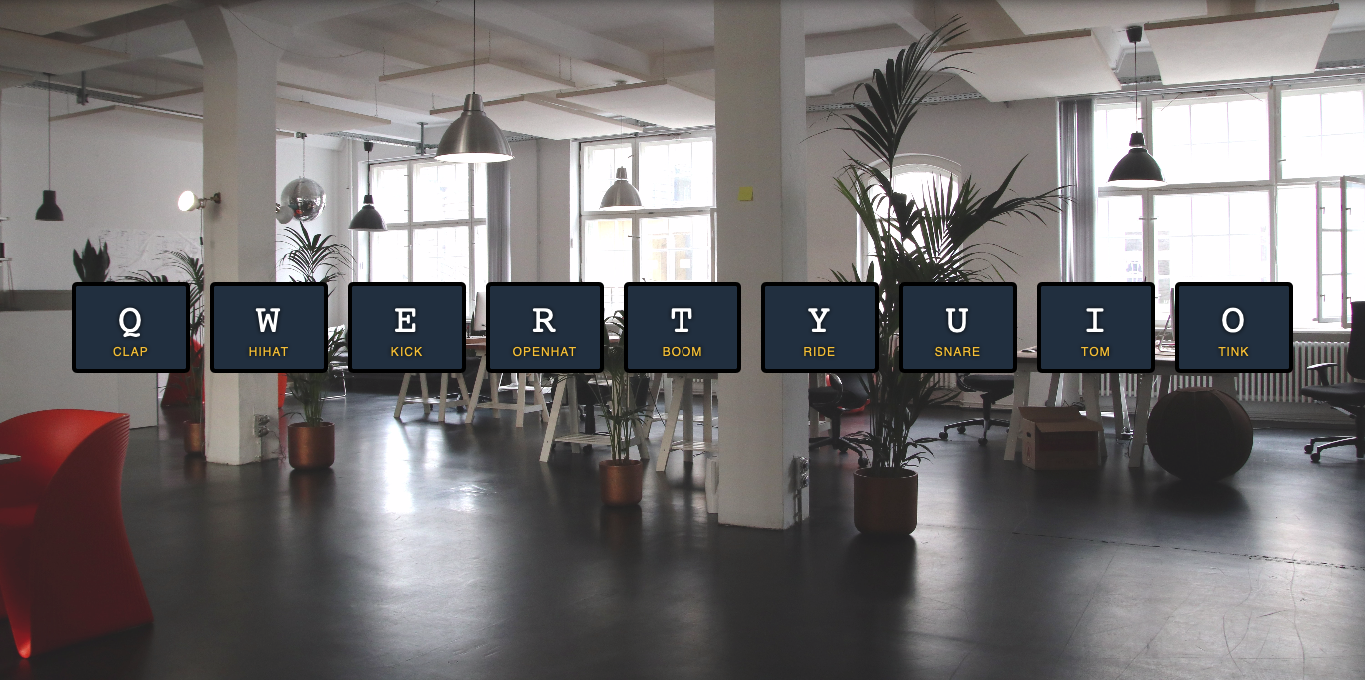 Q W E R T Y U I O
CLAP HIHAT KICK OPENHAT BOOM RIDE SNARE TOM TINK